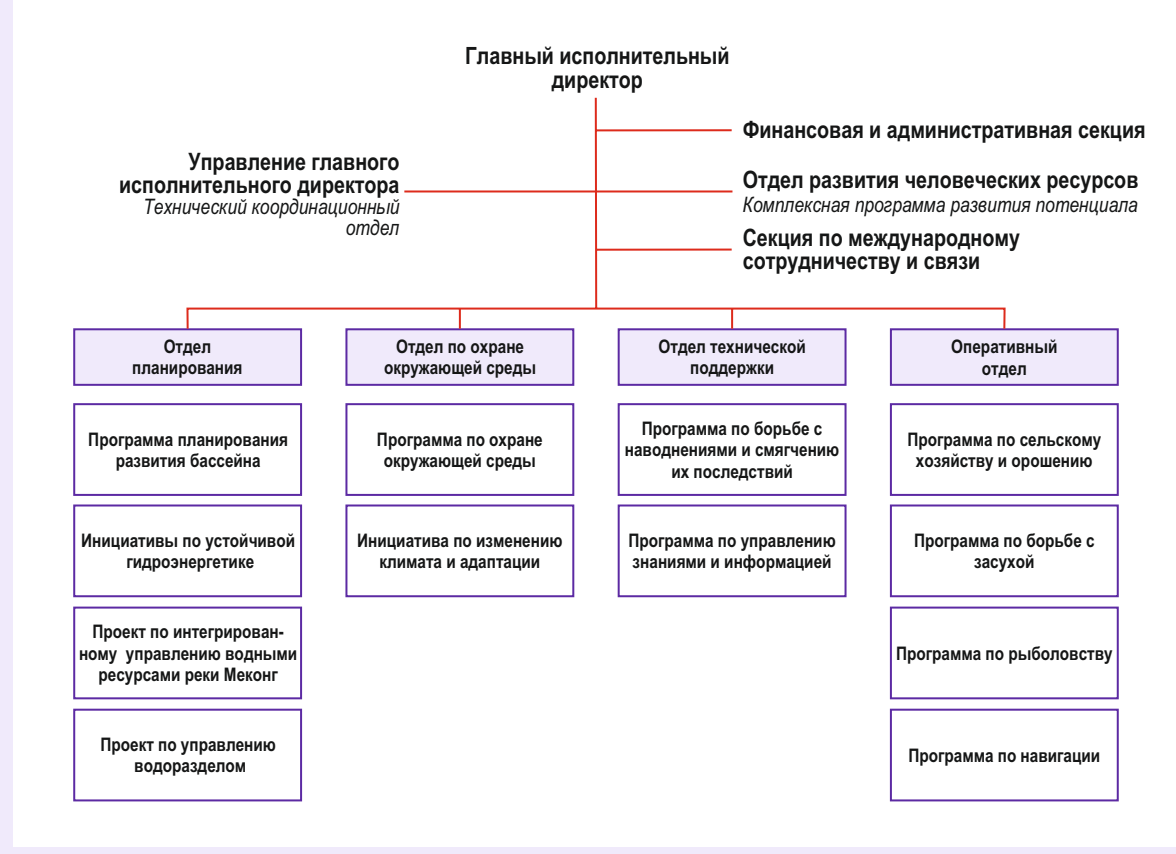 Главный исполнительный
директор
Финансовая и административная секция
Управление главного
исполнительного директора
Технический координационный
отдел
Отдел развития человеческих ресурсов
Комплексная программа развития потенциала
Секция по международному
сотрудничеству и связи
Отдел
планирования
Отдел по охране
окружающей среды
Отдел технической
поддержки
Оперативный
отдел
Программа планирования
развития бассейна
Программа по охране
окружающей среды
Программа по борьбе с
наводнениями и смягчению
их последствий
Программа по сельскому
хозяйству и орошению
Инициативы по устойчивой
гидроэнергетике
Инициатива по изменению
климата и адаптации
Программа по управлению
знаниями и информацией
Программа по борьбе с
засухой
Проект по интегрирован-
ному управлению водными
ресурсами реки Меконг
Программа по рыболовству
Проект по управлению
водоразделом
Программа по навигации